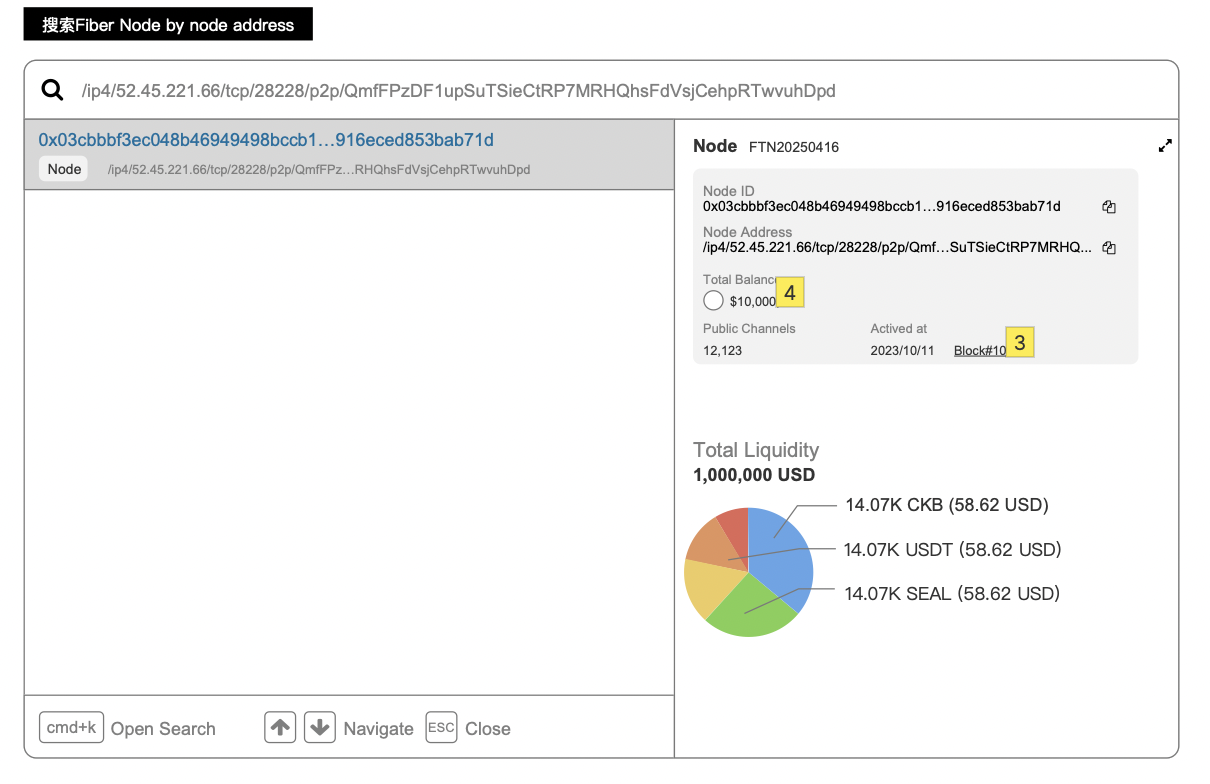 搜索Fiber Node by node address
/ip4/52.45.221.66/tcp/28228/p2p/QmfFPzDF1upSuTSieCtRP7MRHQhsFdVsjCehpRTwvuhDpd
0x03cbbbf3ec048b46949498bccb1…916eced853bab71d
Node /ip4/52.45.221.66/tcp/28228/p2p/QmfFPz…RHQhsFdVsjCehpRTwvuhDpd
Node FTN20250416
Node ID
0x03cbbbf3ec048b46949498bccb1…916eced853bab71d
Node Address
/ip4/52.45.221.66/tcp/28228/p2p/Qmf…SuTSieCtRP7MRHQ...
Total Balance
$10,000 4
Public Channels Actived at
12,123 2023/10/11 Block#10 3
Total Liquidity
1,000,000 USD
14.07K CKB (58.62 USD)
14.07K USDT (58.62 USD)
14.07K SEAL (58.62 USD)
cmd+k Open Search Navigate ESC Close